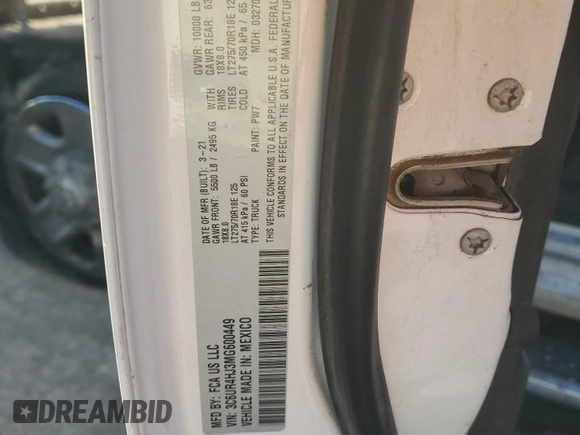 MFD BY: FCA US LLC
DATE OF MFR (BUILT): 3-21
GVWR: 10000 LB
GAWR FRONT: 5500 LB / 2495 KG
WITH
GAWR REAR:
18X8.0
RIMS
18X8.0
LT275/70R18E 125
TIRES
LT275/70R18E 125
AT 415 kPa / 60 PSI
COLD
AT 450 kPa / 65
TYPE: TRUCK
PAINT: PW7
MDH:
THIS VEHICLE CONFORMS TO ALL APPLICABLE U.S.A. FEDERAL
STANDARDS IN EFFECT ON THE DATE OF MANUFACTURE
VIN: 3C6UR4HJ3MG600449
VEHICLE MADE IN: MEXICO
DREAMBID